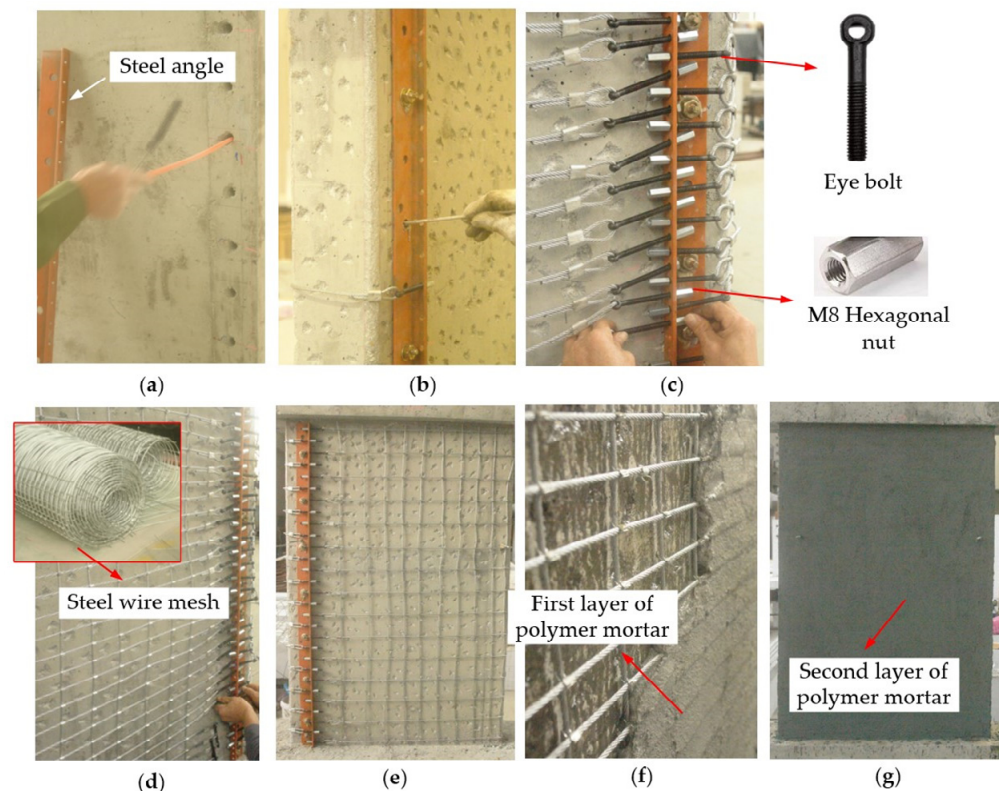 Steel angle
Eye bolt
M8 Hexagonal
nut
(a)
(b)
(c)
Steel wire mesh
First layer of
polymer mortar
Second layer of
polymer mortar
(d)
(e)
(f)
(g)